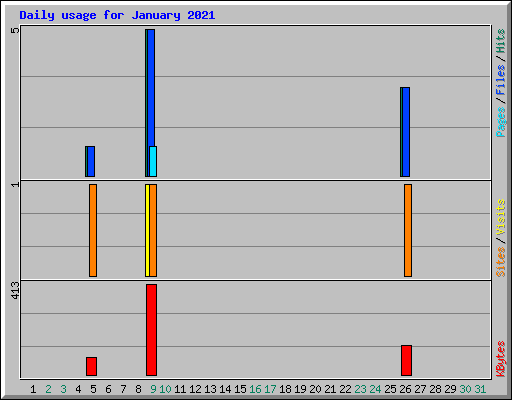 Daily usage for January 2021
5
Pages/Files/Hits
1
Sites/Visits
413
KBytes
1 2 3 4 5 6 7 8 9 10 11 12 13 14 15 16 17 18 19 20 21 22 23 24 25 26 27 28 29 30 31